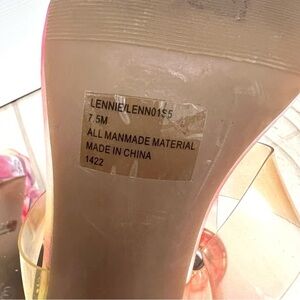 LENNIE/LENN01S5
7.5M
ALL MANMADE MATERIAL
MADE IN CHINA
1422